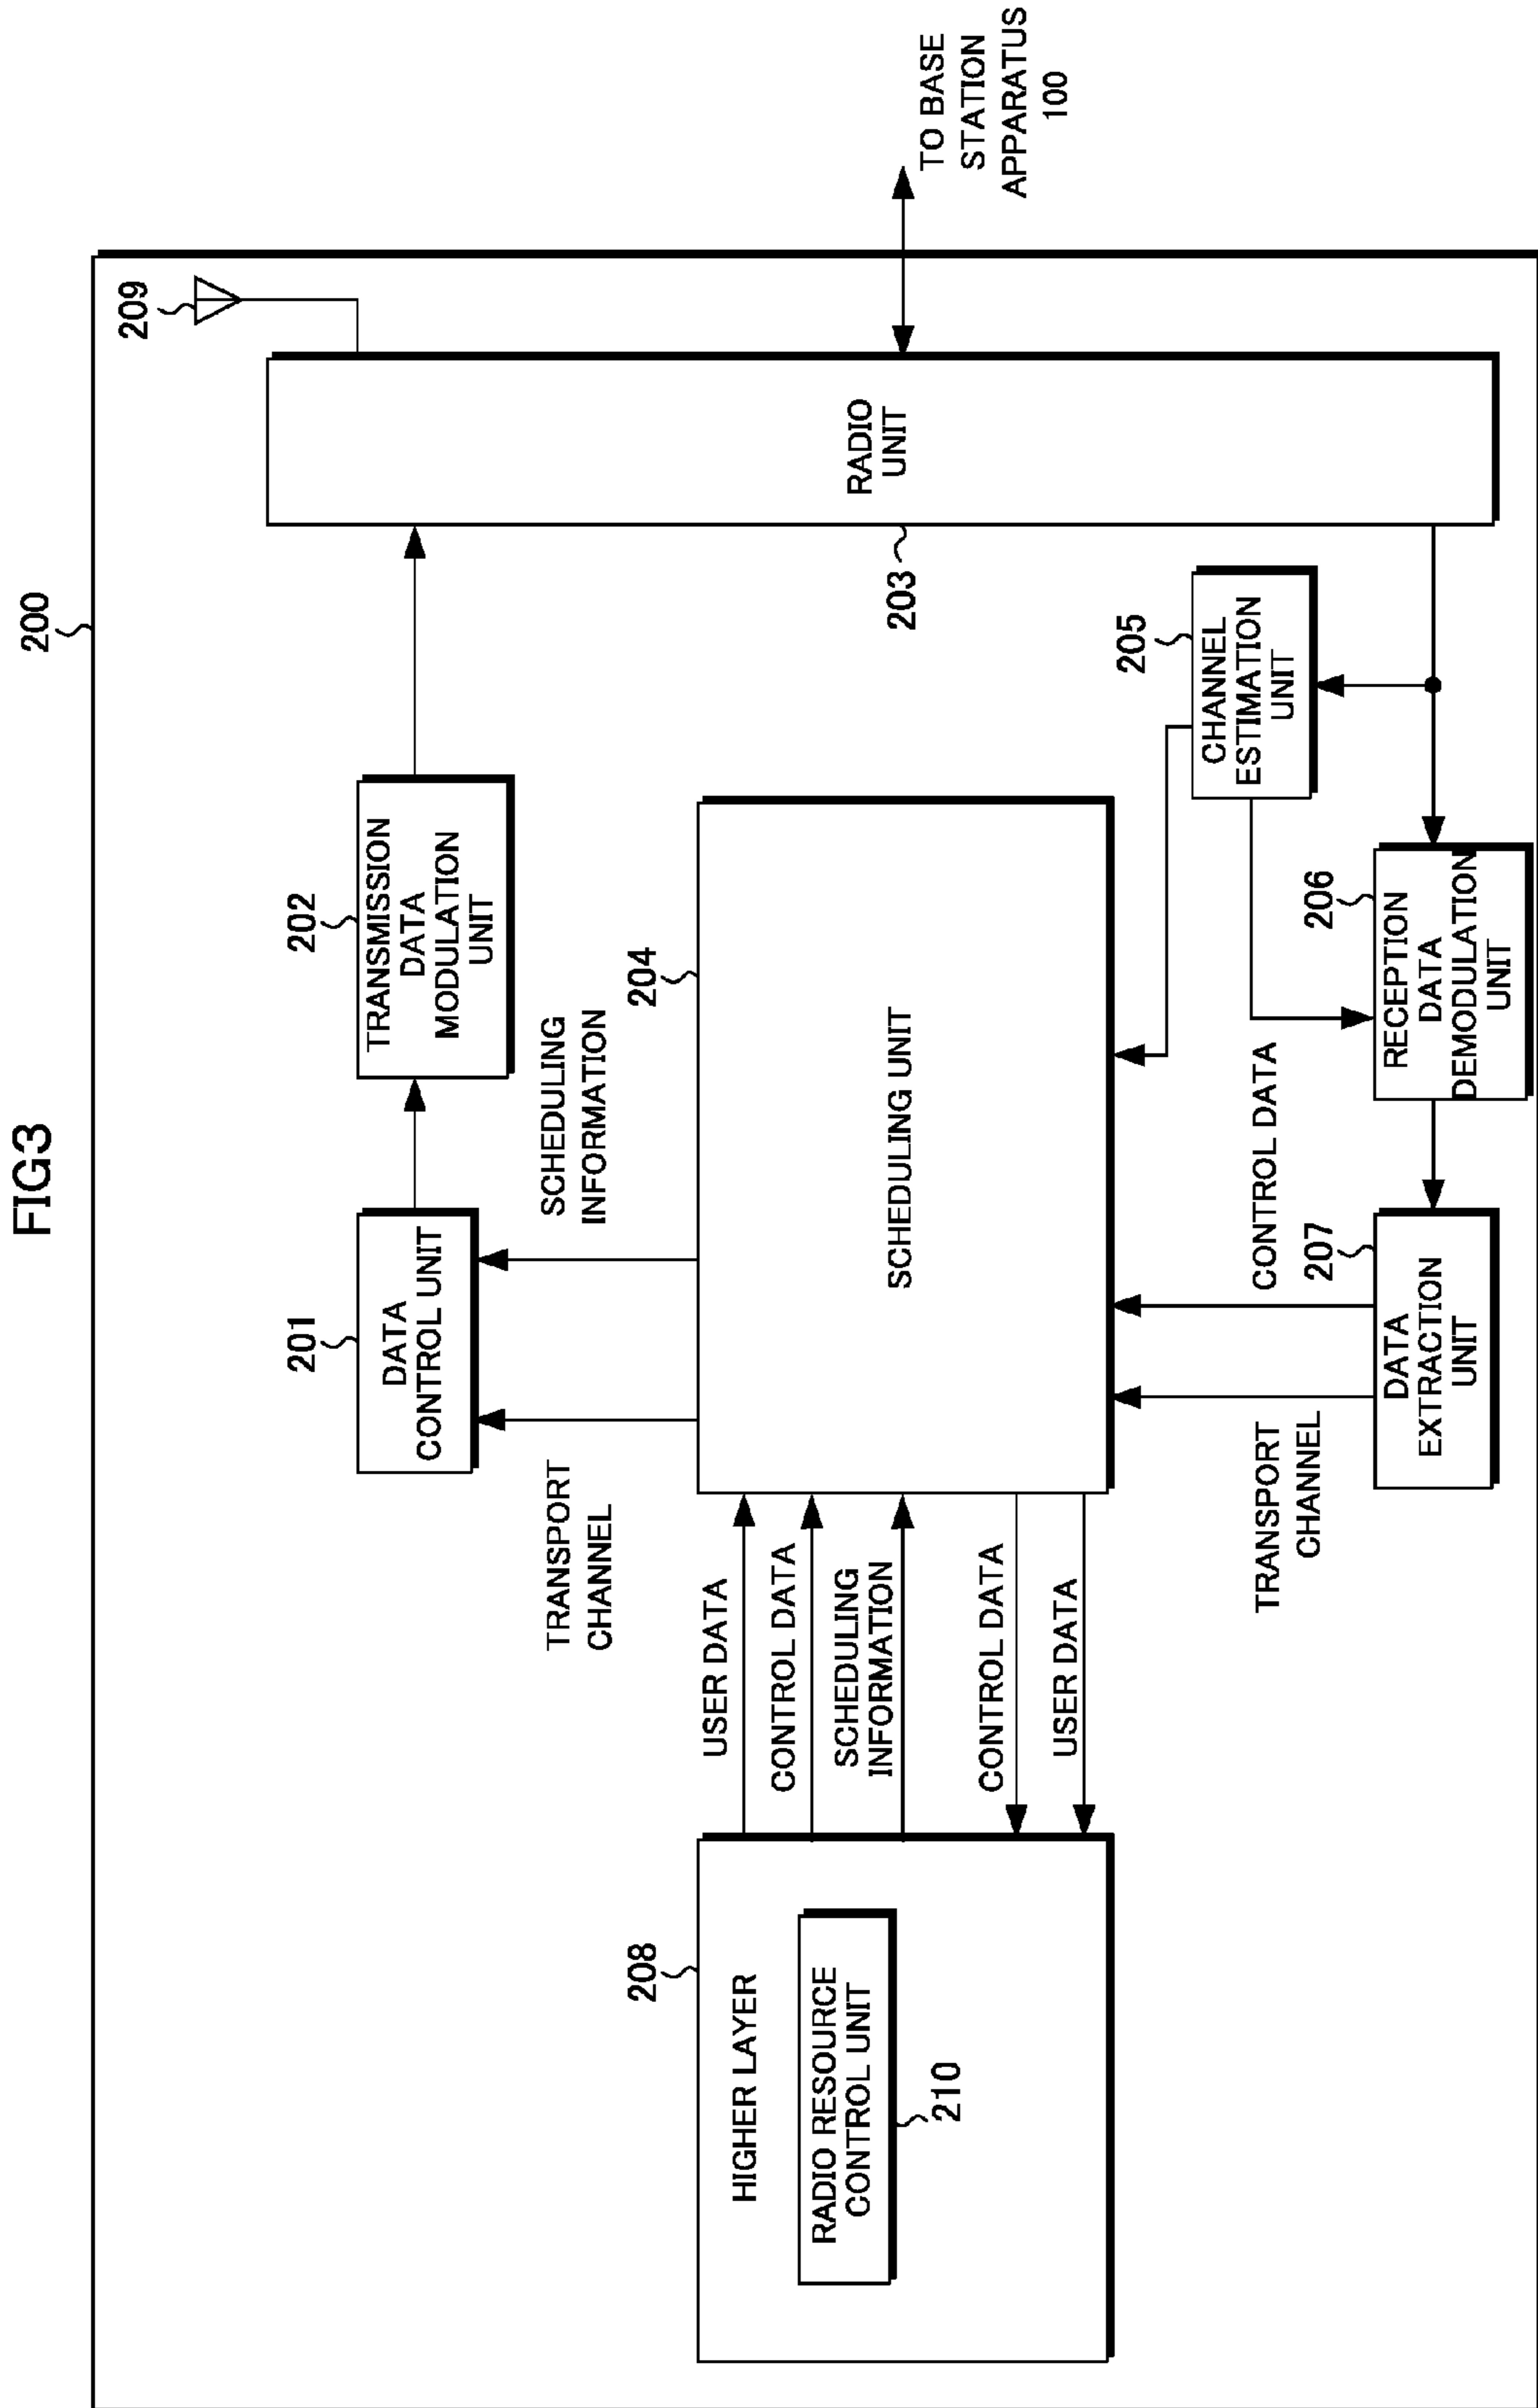 FIG3
200
209
201
DATA
CONTROL UNIT
202
TRANSMISSION
DATA
MODULATION
UNIT
RADIO
UNIT
203
TO BASE
STATION
APPARATUS
100
TRANSPORT
CHANNEL
SCHEDULING
INFORMATION
208
HIGHER LAYER
RADIO RESOURCE
CONTROL UNIT
210
USER DATA
CONTROL DATA
SCHEDULING
INFORMATION
CONTROL DATA
USER DATA
204
SCHEDULING UNIT
205
CHANNEL
ESTIMATION
UNIT
TRANSPORT
CHANNEL
CONTROL DATA
207
DATA
EXTRACTION
UNIT
206
RECEPTION
DATA
DEMODULATION
UNIT